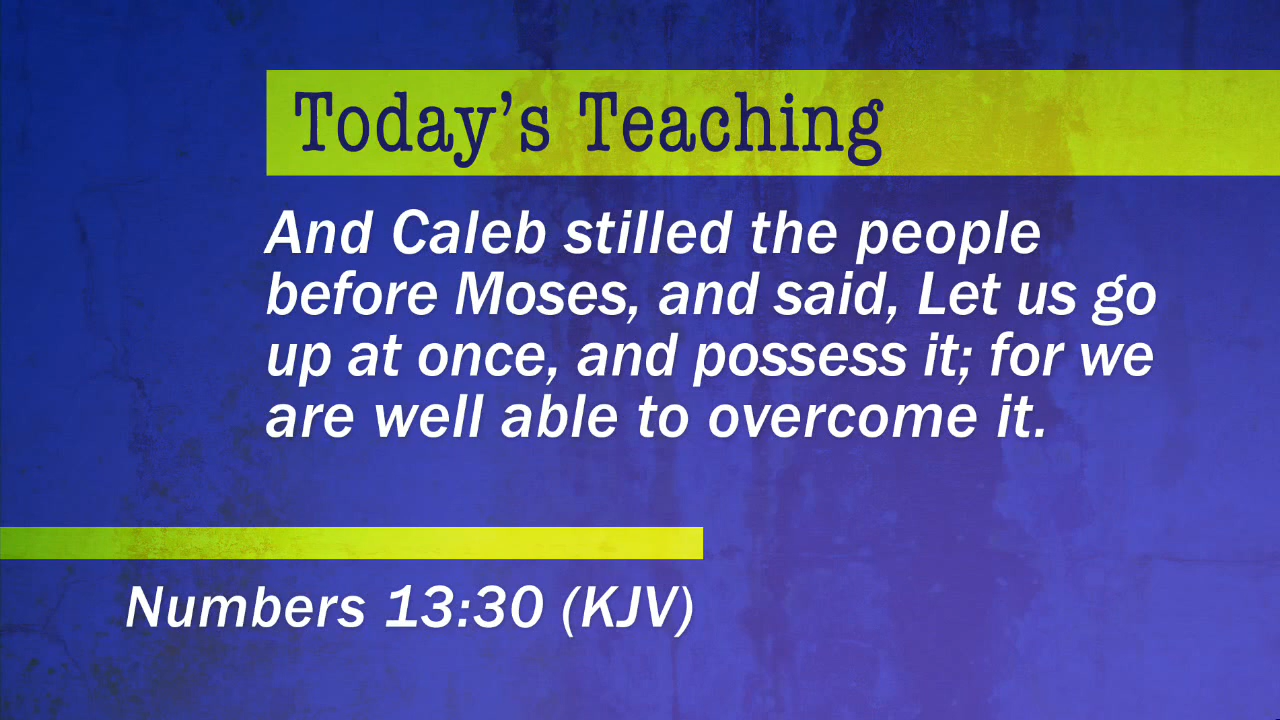 Today’s Teaching
And Caleb stilled the people
before Moses, and said, Let us go
up at once, and possess it; for we
are well able to overcome it.
Numbers 13:30 (KJV)